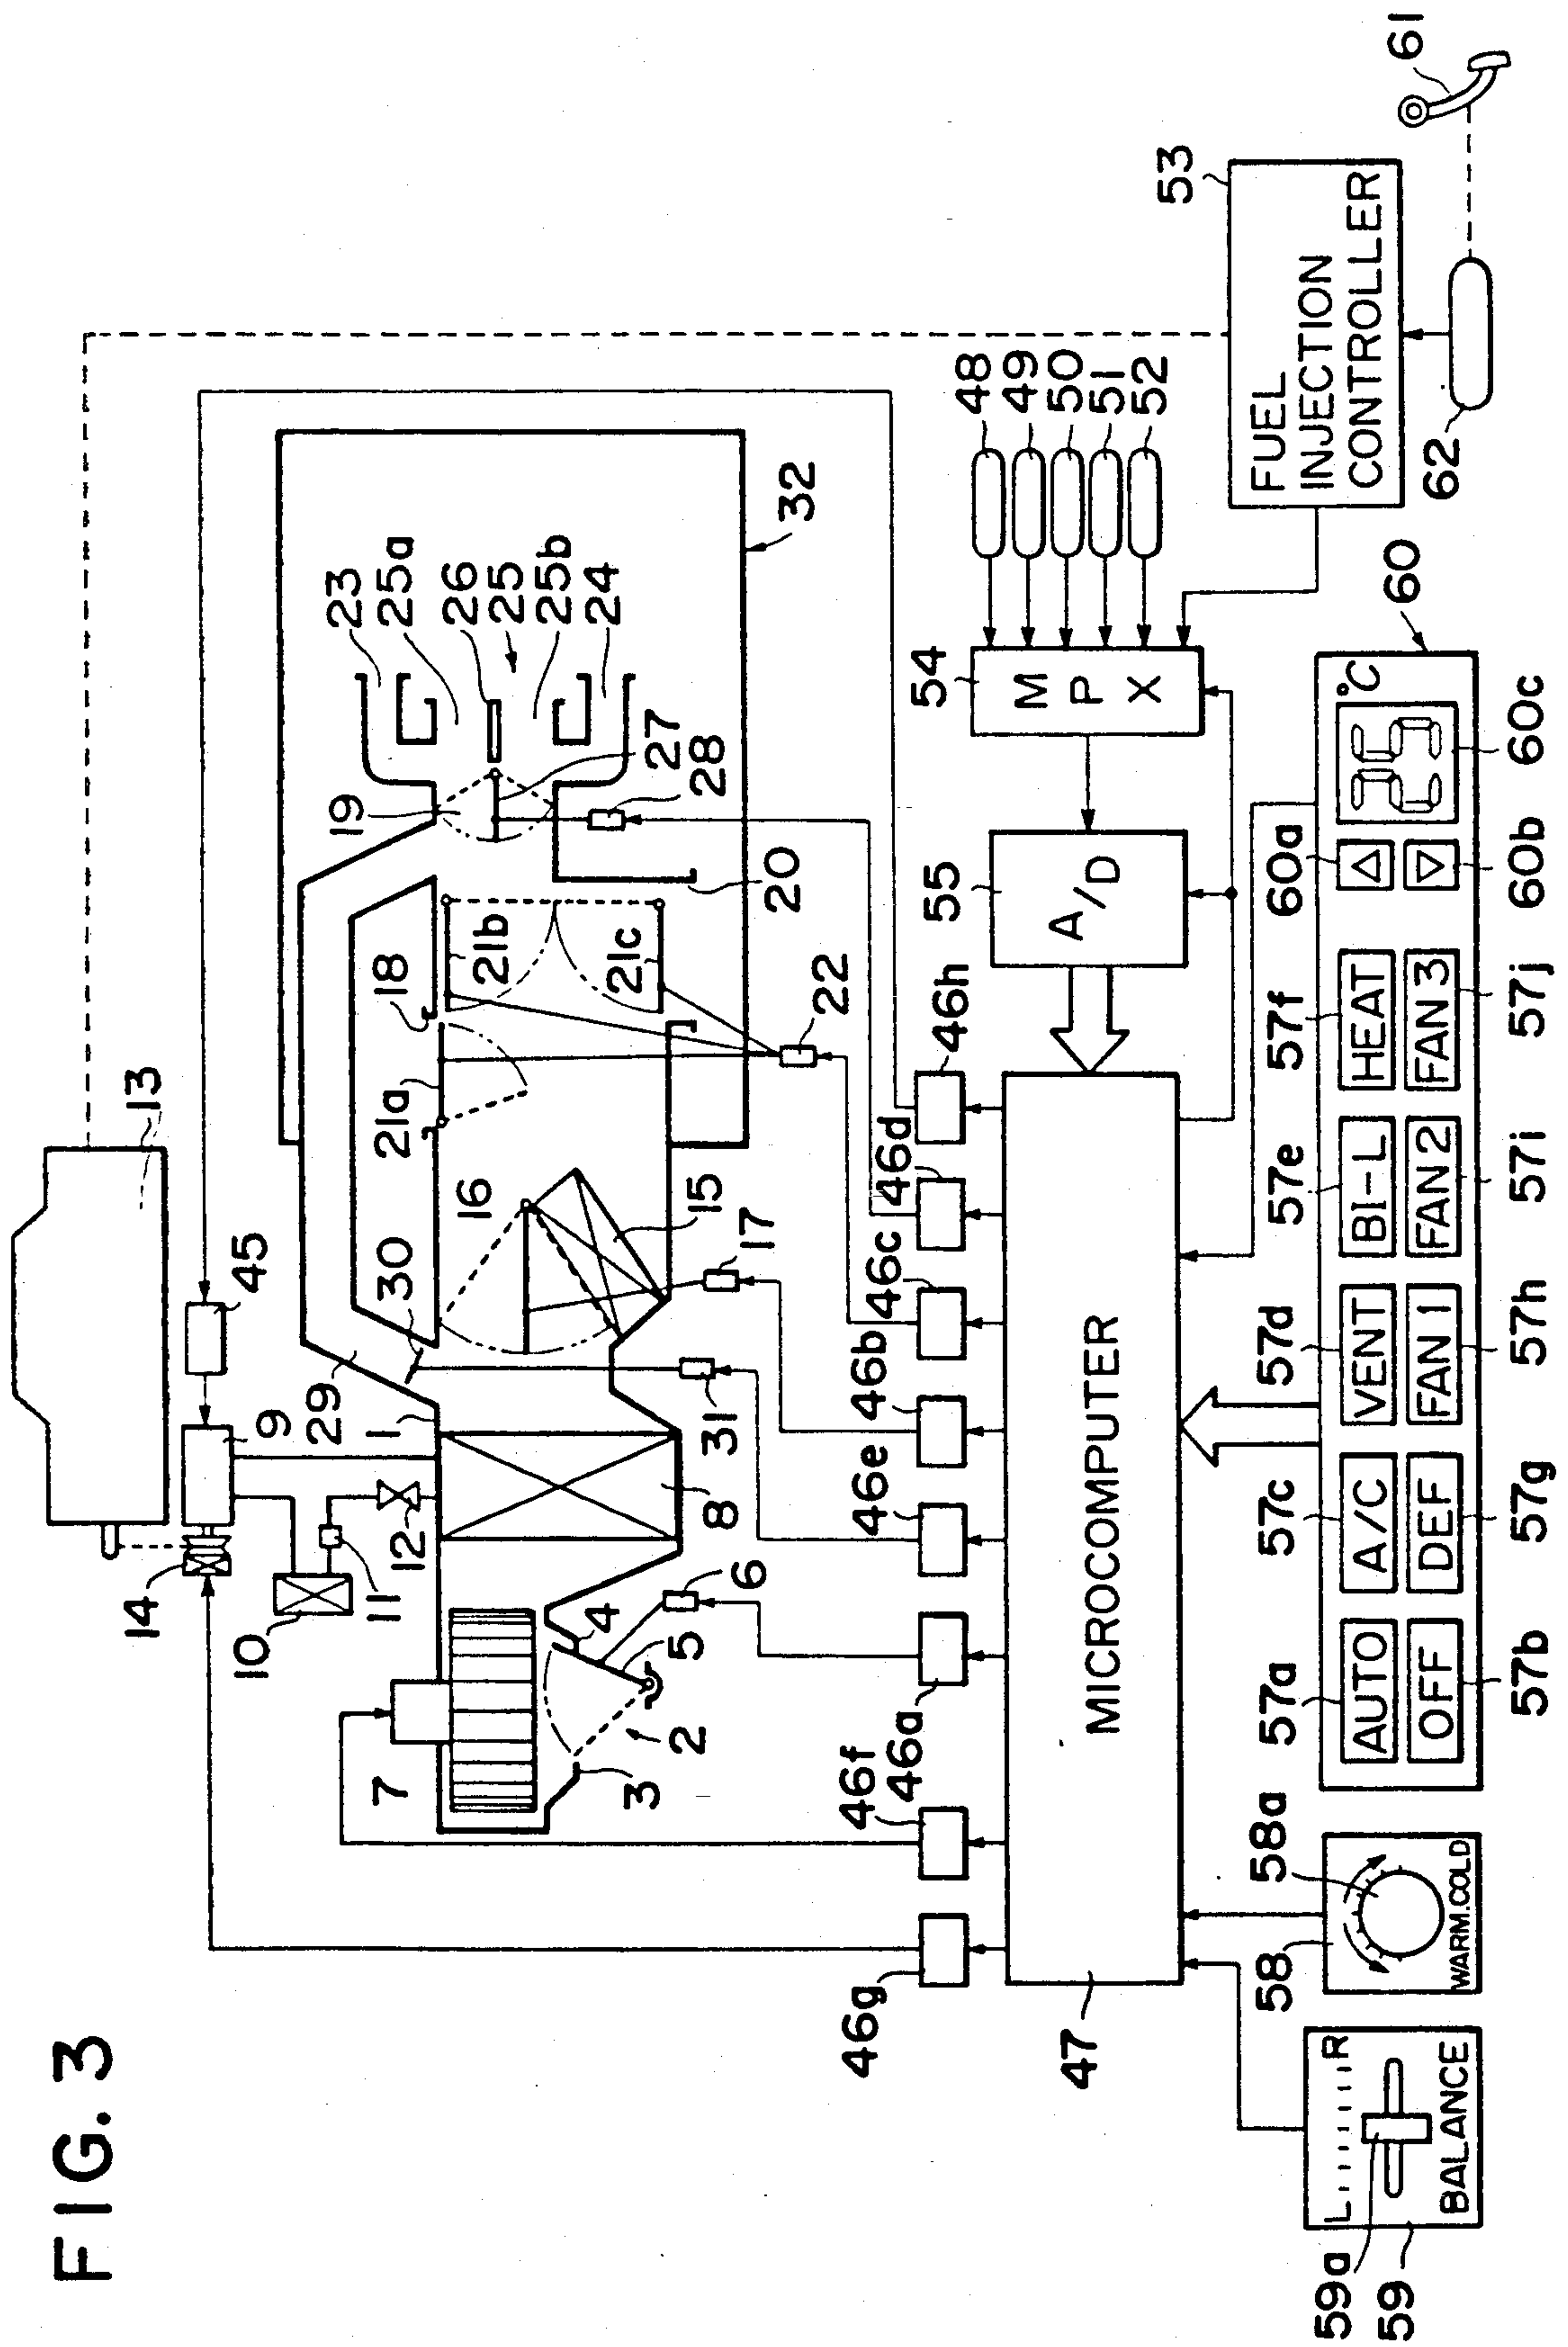 FIG. 3
13
45
14
9
10
11
12
29
1
30
16
21a
18
21b
21c
19
23
25a
26
25
25b
24
27
28
20
32
22
15
17
31
8
7
6
4
5
2
3
46g
46f
46a
46e
46b
46c
46d
46h
47
MICROCOMPUTER
55
A/D
54
MPX
48
49
50
51
52
53
FUEL
INJECTION
CONTROLLER
61
62
59a
59
L R
BALANCE
58
58a
WARM. COLD
57a
57c
57d
57e
57f
60a
60
AUTO
A/C
VENT
BI-L
HEAT
△
25
°C
OFF
DEF
FAN 1
FAN 2
FAN 3
▽
57b
57g
57h
57i
57j
60b
60c